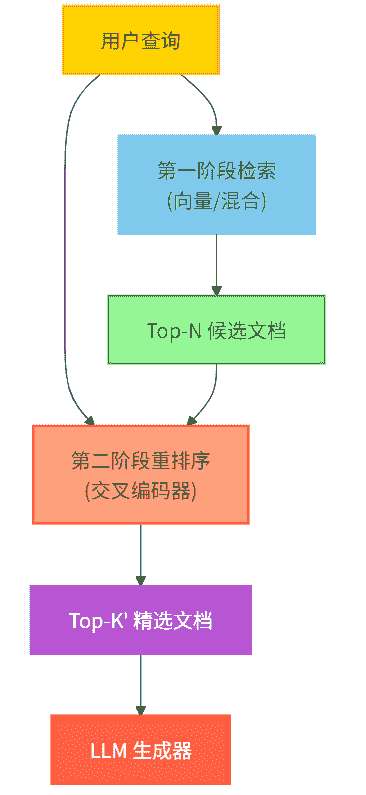 用户查询
第一阶段检索
(向量/混合)
Top-N 候选文档
第二阶段重排序
(交叉编码器)
Top-K' 精选文档
LLM 生成器